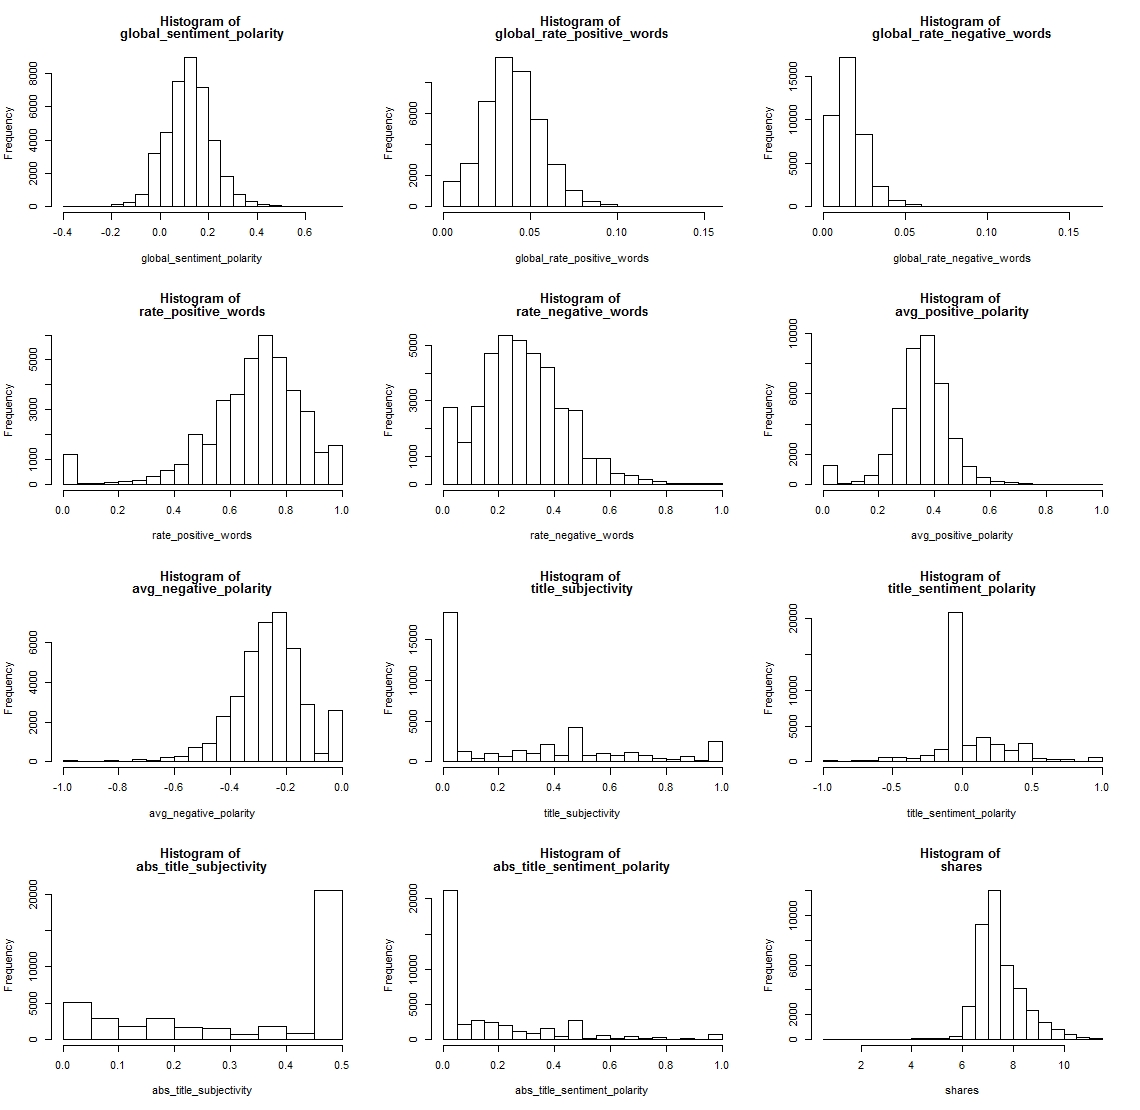 Histogram of
global_sentiment_polarity
Frequency
0 2000 4000 6000 8000
-0.4 -0.2 0.0 0.2 0.4 0.6
global_sentiment_polarity
Histogram of
global_rate_positive_words
Frequency
0 2000 6000
0.00 0.05 0.10 0.15
global_rate_positive_words
Histogram of
global_rate_negative_words
Frequency
0 5000 10000 15000
0.00 0.05 0.10 0.15
global_rate_negative_words
Histogram of
rate_positive_words
Frequency
0 1000 3000 5000
0.0 0.2 0.4 0.6 0.8 1.0
rate_positive_words
Histogram of
rate_negative_words
Frequency
0 1000 3000 5000
0.0 0.2 0.4 0.6 0.8 1.0
rate_negative_words
Histogram of
avg_positive_polarity
Frequency
0 2000 6000 10000
0.0 0.2 0.4 0.6 0.8 1.0
avg_positive_polarity
Histogram of
avg_negative_polarity
Frequency
0 2000 4000 6000
-1.0 -0.8 -0.6 -0.4 -0.2 0.0
avg_negative_polarity
Histogram of
title_subjectivity
Frequency
0 5000 10000 15000
0.0 0.2 0.4 0.6 0.8 1.0
title_subjectivity
Histogram of
title_sentiment_polarity
Frequency
0 5000 10000 20000
-1.0 -0.5 0.0 0.5 1.0
title_sentiment_polarity
Histogram of
abs_title_subjectivity
Frequency
0 5000 10000 20000
0.0 0.1 0.2 0.3 0.4 0.5
abs_title_subjectivity
Histogram of
abs_title_sentiment_polarity
Frequency
0 5000 10000 20000
0.0 0.2 0.4 0.6 0.8 1.0
abs_title_sentiment_polarity
Histogram of
shares
Frequency
0 2000 6000 10000
2 4 6 8 10
shares